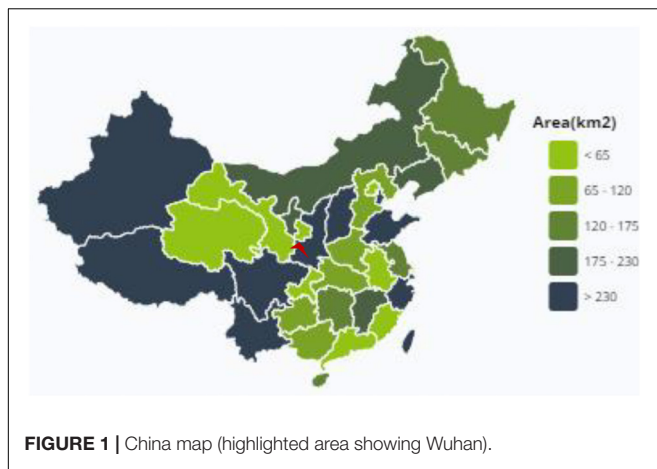 Area(km2)
< 65
65 - 120
120 - 175
175 - 230
> 230
FIGURE 1 | China map (highlighted area showing Wuhan).